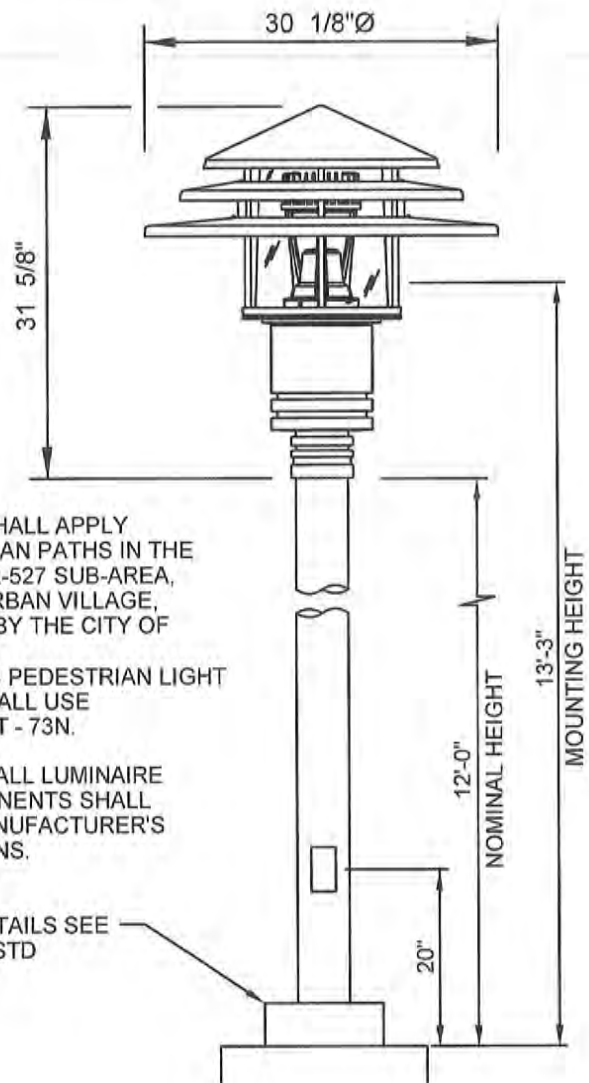 30 1/8"Ø
31 5/8"
HALL APPLY
AN PATHS IN THE
-527 SUB-AREA,
RBAN VILLAGE,
BY THE CITY OF
PEDESTRIAN LIGHT
ALL USE
T - 73N.
ALL LUMINAIRE
NENTS SHALL
NUFACTURER'S
NS.
TAILS SEE
STD
20"
12'-0"
NOMINAL HEIGHT
13'-3"
MOUNTING HEIGHT